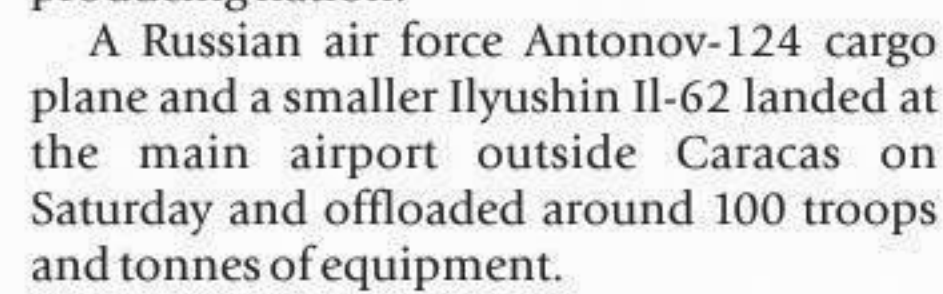 A Russian air force Antonov-124 cargo
plane and a smaller Ilyushin Il-62 landed at
the main airport outside Caracas on
Saturday and offloaded around 100 troops
and tonnes of equipment.